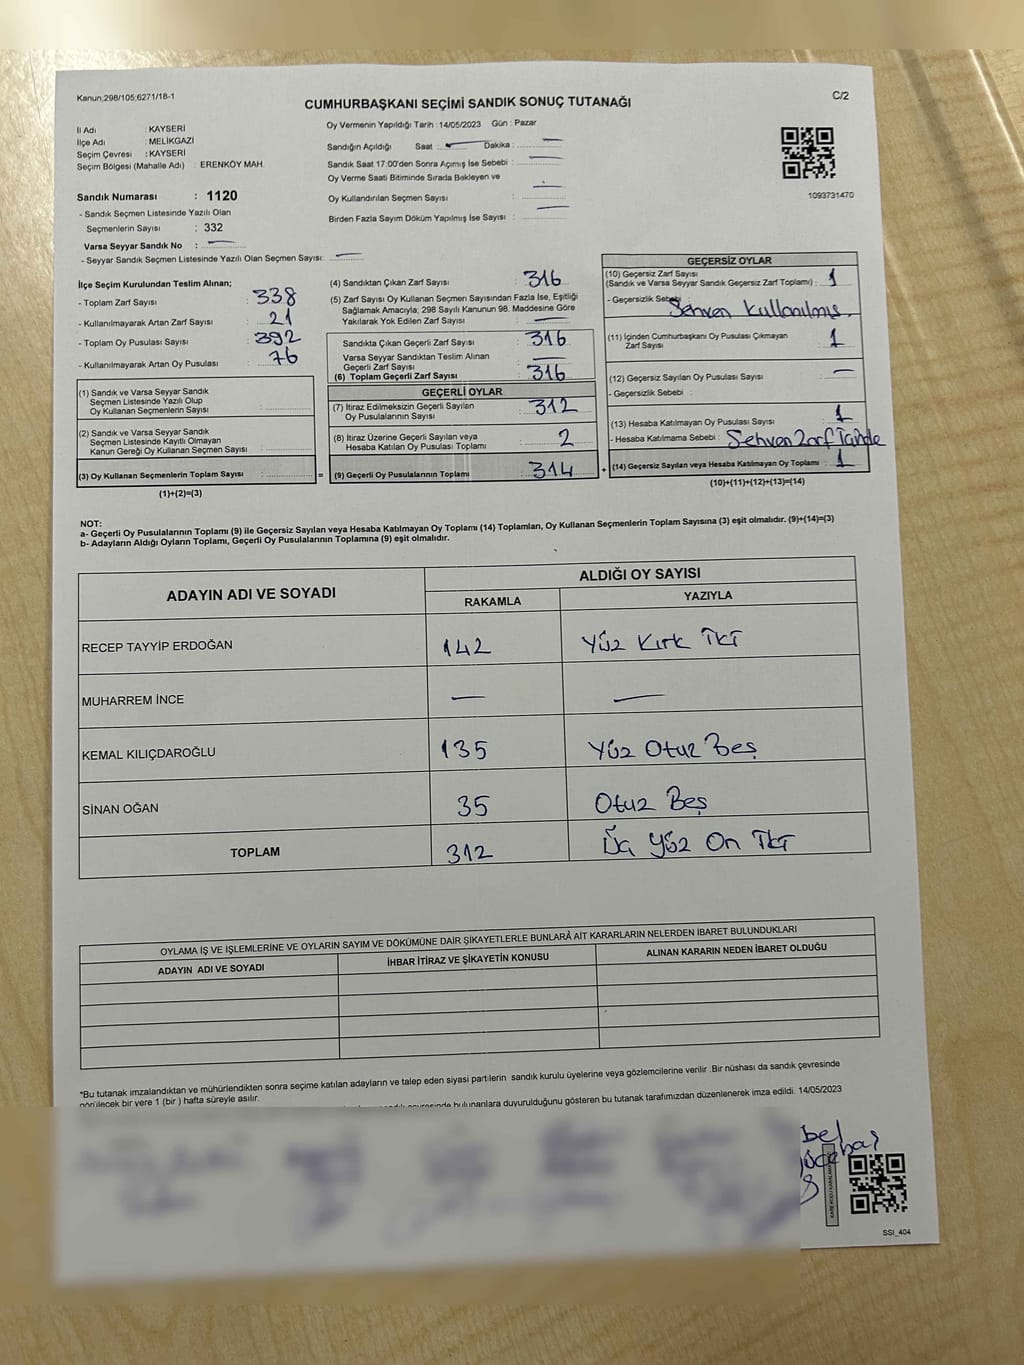 Kanun;298/105;6271/18-1
CUMHURBAŞKANI SEÇİMİ SANDIK SONUÇ TUTANAĞI
C/2
İl Adı : KAYSERİ
İlçe Adı : MELİKGAZİ
Seçim Çevresi : KAYSERİ
Seçim Bölgesi (Mahalle Adı) : ERENKÖY MAH.
Sandık Numarası : 1120
- Sandık Seçmen Listesinde Yazılı Olan
Seçmenlerin Sayısı : 332
Varsa Seyyar Sandık No : —
- Seyyar Sandık Seçmen Listesinde Yazılı Olan Seçmen Sayısı: —
Oy Vermenin Yapıldığı Tarih :14/05/2023 Gün : Pazar
Sandığın Açıldığı Saat : — Dakika : —
Sandık Saat 17:00'den Sonra Açımış İse Sebebi : —
Oy Verme Saati Bitiminde Sırada Bekleyen ve
Oy Kullandırılan Seçmen Sayısı : —
Birden Fazla Sayım Döküm Yapılmış İse Sayısı : —
1093731470
İlçe Seçim Kurulundan Teslim Alınan;
- Toplam Zarf Sayısı : 338
- Kullanılmayarak Artan Zarf Sayısı : 21
- Toplam Oy Pusulası Sayısı : 392
- Kullanılmayarak Artan Oy Pusulası : 76
(1) Sandık ve Varsa Seyyar Sandık
Seçmen Listesinde Yazılı Olup
Oy Kullanan Seçmenlerin Sayısı :
(2) Sandık ve Varsa Seyyar Sandık
Seçmen Listesinde Kayıtlı Olmayan
Kanun Gereği Oy Kullanan Seçmen Sayısı :
(3) Oy Kullanan Seçmenlerin Toplam Sayısı :
(1)+(2)=(3)
=
(4) Sandıktan Çıkan Zarf Sayısı : 316
(5) Zarf Sayısı Oy Kullanan Seçmen Sayısından Fazla İse, Eşitliği
Sağlamak Amacıyla; 298 Sayılı Kanunun 98. Maddesine Göre
Yakılarak Yok Edilen Zarf Sayısı : —
Sandıkta Çıkan Geçerli Zarf Sayısı : 316
Varsa Seyyar Sandıktan Teslim Alınan
Geçerli Zarf Sayısı : —
(6) Toplam Geçerli Zarf Sayısı : 316
GEÇERLİ OYLAR
(7) İtiraz Edilmeksizin Geçerli Sayılan
Oy Pusulalarının Sayısı : 312
(8) İtiraz Üzerine Geçerli Sayılan veya
Hesaba Katılan Oy Pusulası Toplamı : 2
(9) Geçerli Oy Pusulalarının Toplamı : 314
+
GEÇERSİZ OYLAR
(10) Geçersiz Zarf Sayısı
(Sandık ve Varsa Seyyar Sandık Geçersiz Zarf Toplamı) : 1
- Geçersizlik Sebebi : Sehven Kullanılmış.
(11) İçinden Cumhurbaşkanı Oy Pusulası Çıkmayan
Zarf Sayısı : 1
(12) Geçersiz Sayılan Oy Pusulası Sayısı : —
- Geçersizlik Sebebi :
(13) Hesaba Katılmayan Oy Pusulası Sayısı : 1
- Hesaba Katılmama Sebebi : Sehven Zarf İçinde
(14) Geçersiz Sayılan veya Hesaba Katılmayan Oy Toplamı : 1
(10)+(11)+(12)+(13)=(14)
NOT:
a- Geçerli Oy Pusulalarının Toplamı (9) ile Geçersiz Sayılan veya Hesaba Katılmayan Oy Toplamı (14) Toplamları, Oy Kullanan Seçmenlerin Toplam Sayısına (3) eşit olmalıdır. (9)+(14)=(3)
b- Adayların Aldığı Oyların Toplamı, Geçerli Oy Pusulalarının Toplamına (9) eşit olmalıdır.
ADAYIN ADI VE SOYADI
ALDIĞI OY SAYISI
RAKAMLA YAZIYLA
RECEP TAYYİP ERDOĞAN 142 Yüz Kırk İki
MUHARREM İNCE — —
KEMAL KILIÇDAROĞLU 135 Yüz Otuz Beş
SİNAN OĞAN 35 Otuz Beş
TOPLAM 312 Üç Yüz On İki
OYLAMA İŞ VE İŞLEMLERİNE VE OYLARIN SAYIM VE DÖKÜMÜNE DAİR ŞİKAYETLERLE BUNLARA AİT KARARLARIN NELERDEN İBARET BULUNDUKLARI
ADAYIN ADI VE SOYADI İHBAR İTİRAZ VE ŞİKAYETİN KONUSU ALINAN KARARIN NEDEN İBARET OLDUĞU
*Bu tutanak imzalandıktan ve mühürlendikten sonra seçime katılan adayların ve talep eden siyasi partilerin sandık kurulu üyelerine veya gözlemcilerine verilir .Bir nüshası da sandık çevresinde
görülecek bir yere 1 (bir ) hafta süreyle asılır.
bulunanlara duyurulduğunu gösteren bu tutanak tarafımızdan düzenlenerek imza edildi. 14/05/2023
SSI_404